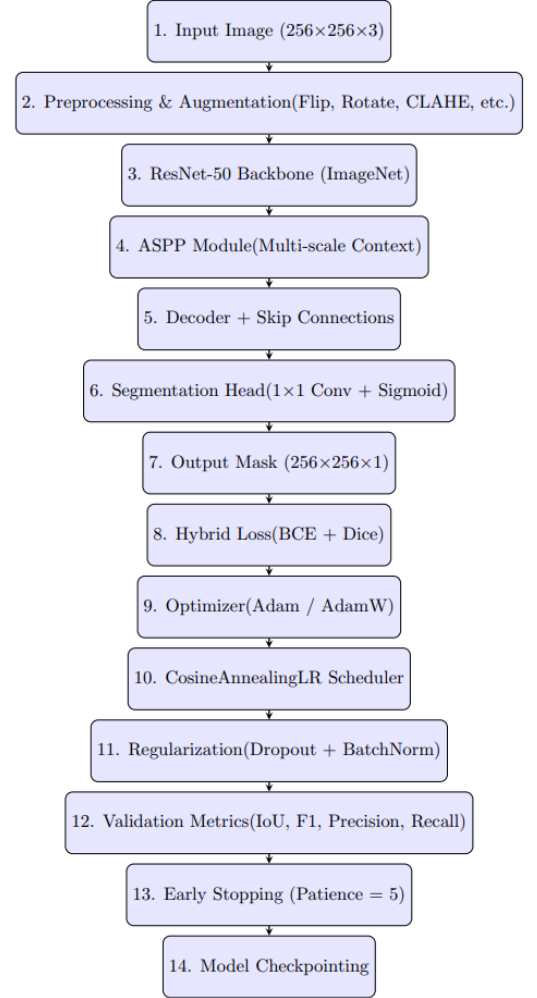 1. Input Image (256×256×3)
2. Preprocessing & Augmentation(Flip, Rotate, CLAHE, etc.)
3. ResNet-50 Backbone (ImageNet)
4. ASPP Module(Multi-scale Context)
5. Decoder + Skip Connections
6. Segmentation Head(1×1 Conv + Sigmoid)
7. Output Mask (256×256×1)
8. Hybrid Loss(BCE + Dice)
9. Optimizer(Adam / AdamW)
10. CosineAnnealingLR Scheduler
11. Regularization(Dropout + BatchNorm)
12. Validation Metrics(IoU, F1, Precision, Recall)
13. Early Stopping (Patience = 5)
14. Model Checkpointing